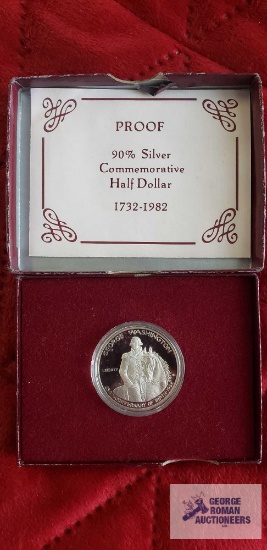 PROOF
90% Silver
Commemorative
Half Dollar
1732-1982
GEORGE WASHINGTON
LIBERTY
GEORGE
ROMAN
AUCTIONEERS